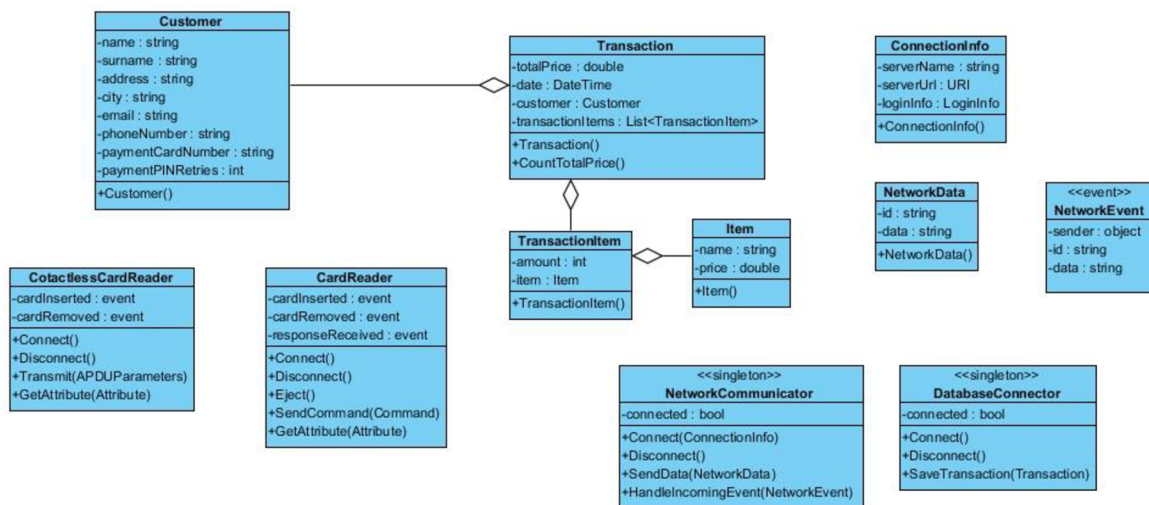 Customer
-name : string
-surname : string
-address : string
-city : string
-email : string
-phoneNumber : string
-paymentCardNumber : string
-paymentPINRetries : int
+Customer()
Transaction
-totalPrice : double
-date : DateTime
-customer : Customer
-transactionItems : List<TransactionItem>
+Transaction()
+CountTotalPrice()
ConnectionInfo
-serverName : string
-serverUrl : URI
-loginInfo : LoginInfo
+ConnectionInfo()
NetworkData
-id : string
-data : string
+NetworkData()
<<event>>
NetworkEvent
-sender : object
-id : string
-data : string
TransactionItem
-amount : int
-item : Item
+TransactionItem()
Item
-name : string
-price : double
+Item()
CotactlessCardReader
-cardInserted : event
-cardRemoved : event
+Connect()
+Disconnect()
+Transmit(APDUParameters)
+GetAttribute(Attribute)
CardReader
-cardInserted : event
-cardRemoved : event
-responseReceived : event
+Connect()
+Disconnect()
+Eject()
+SendCommand(Command)
+GetAttribute(Attribute)
<<singleton>>
NetworkCommunicator
-connected : bool
+Connect(ConnectionInfo)
+Disconnect()
+SendData(NetworkData)
+HandleIncomingEvent(NetworkEvent)
<<singleton>>
DatabaseConnector
-connected : bool
+Connect()
+Disconnect()
+SaveTransaction(Transaction)